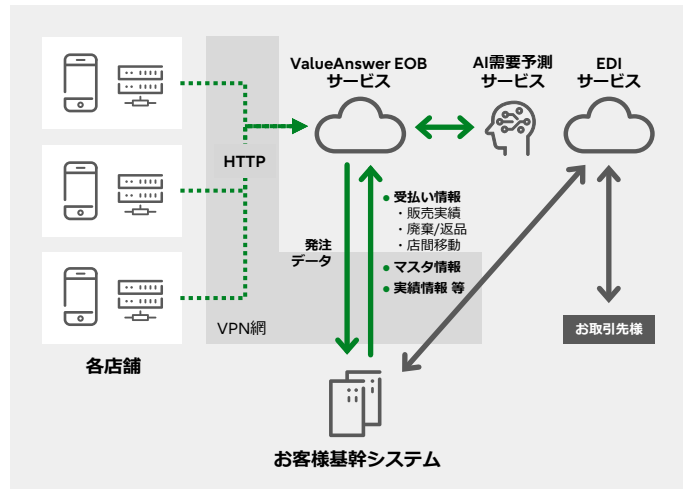 ValueAnswer EOB
サービス
AI需要予測
サービス
EDI
サービス
HTTP
発注
データ
● 受払い情報
・販売実績
・廃棄/返品
・店間移動
● マスタ情報
● 実績情報 等
VPN網
お取引先様
各店舗
お客様基幹システム